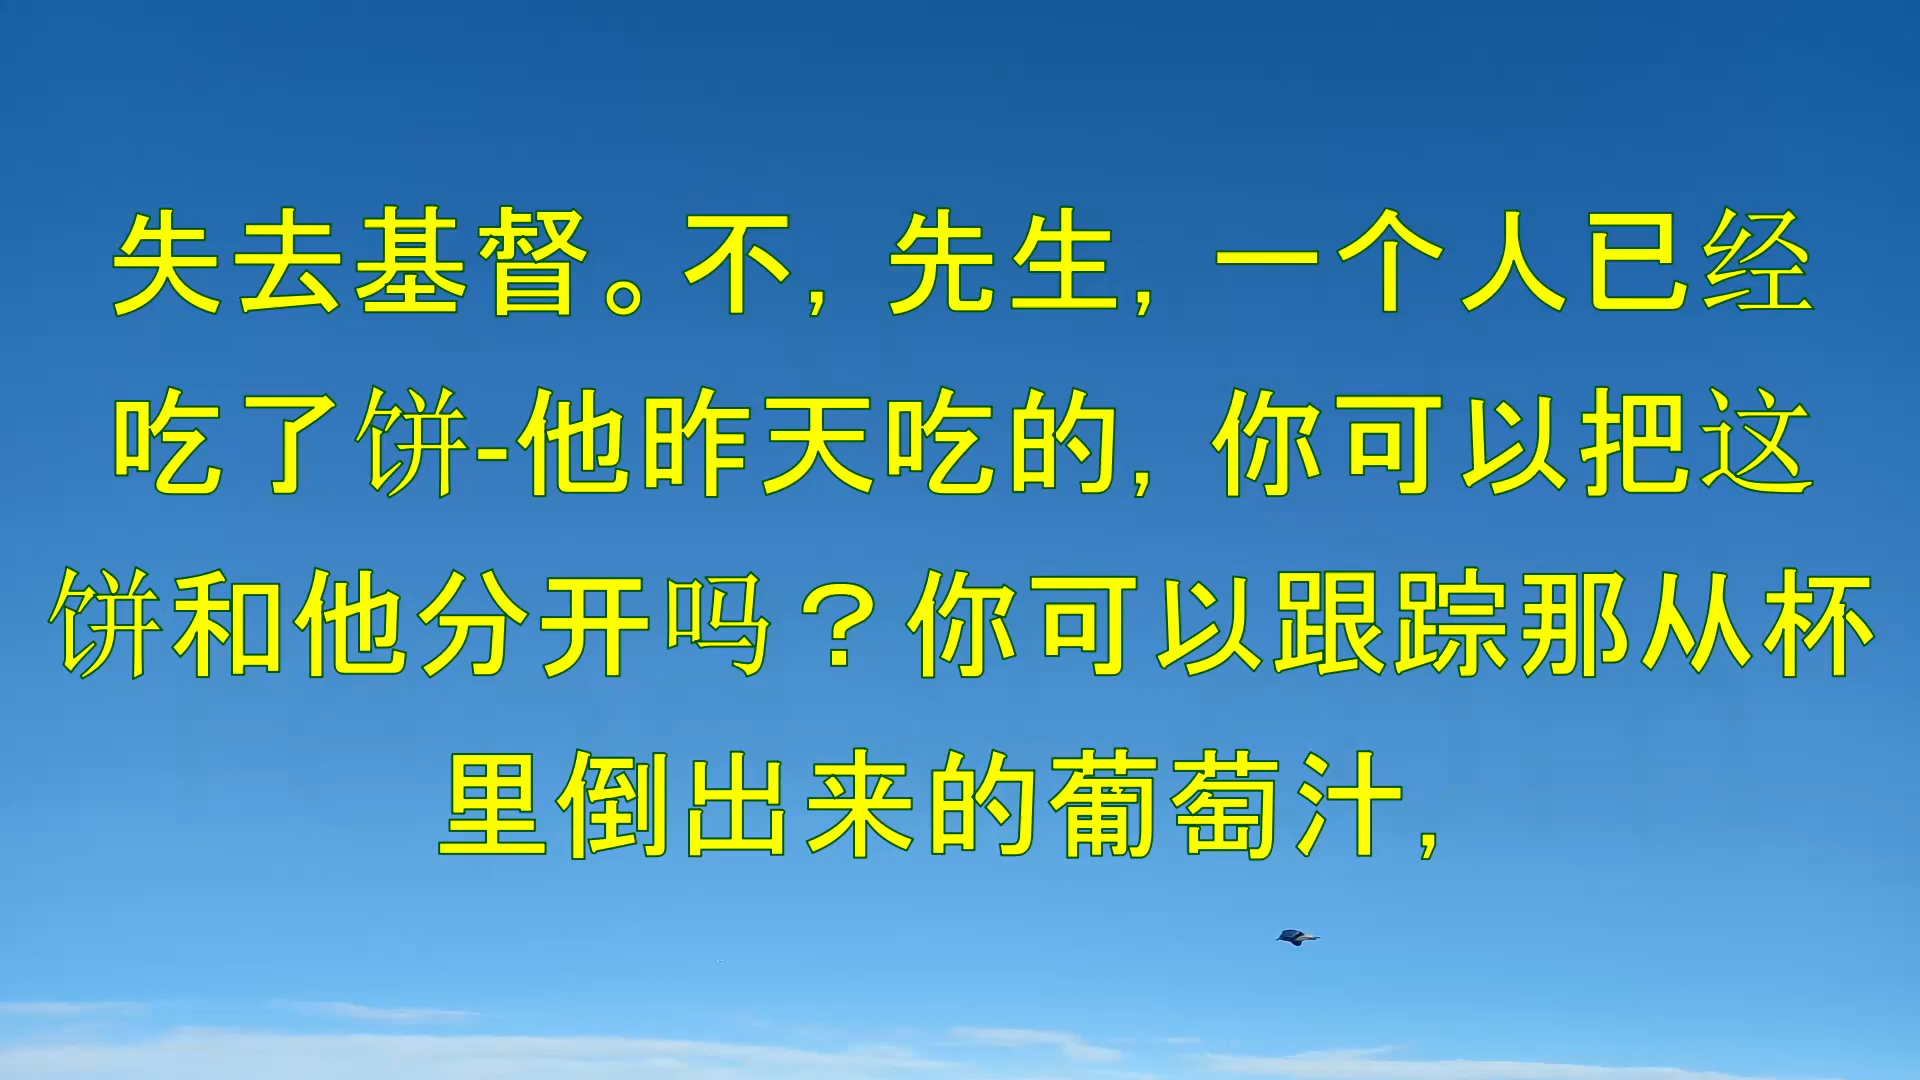 失去基督。不, 先生, 一个人已经
吃了饼-他昨天吃的, 你可以把这
饼和他分开吗？你可以跟踪那从杯
里倒出来的葡萄汁,